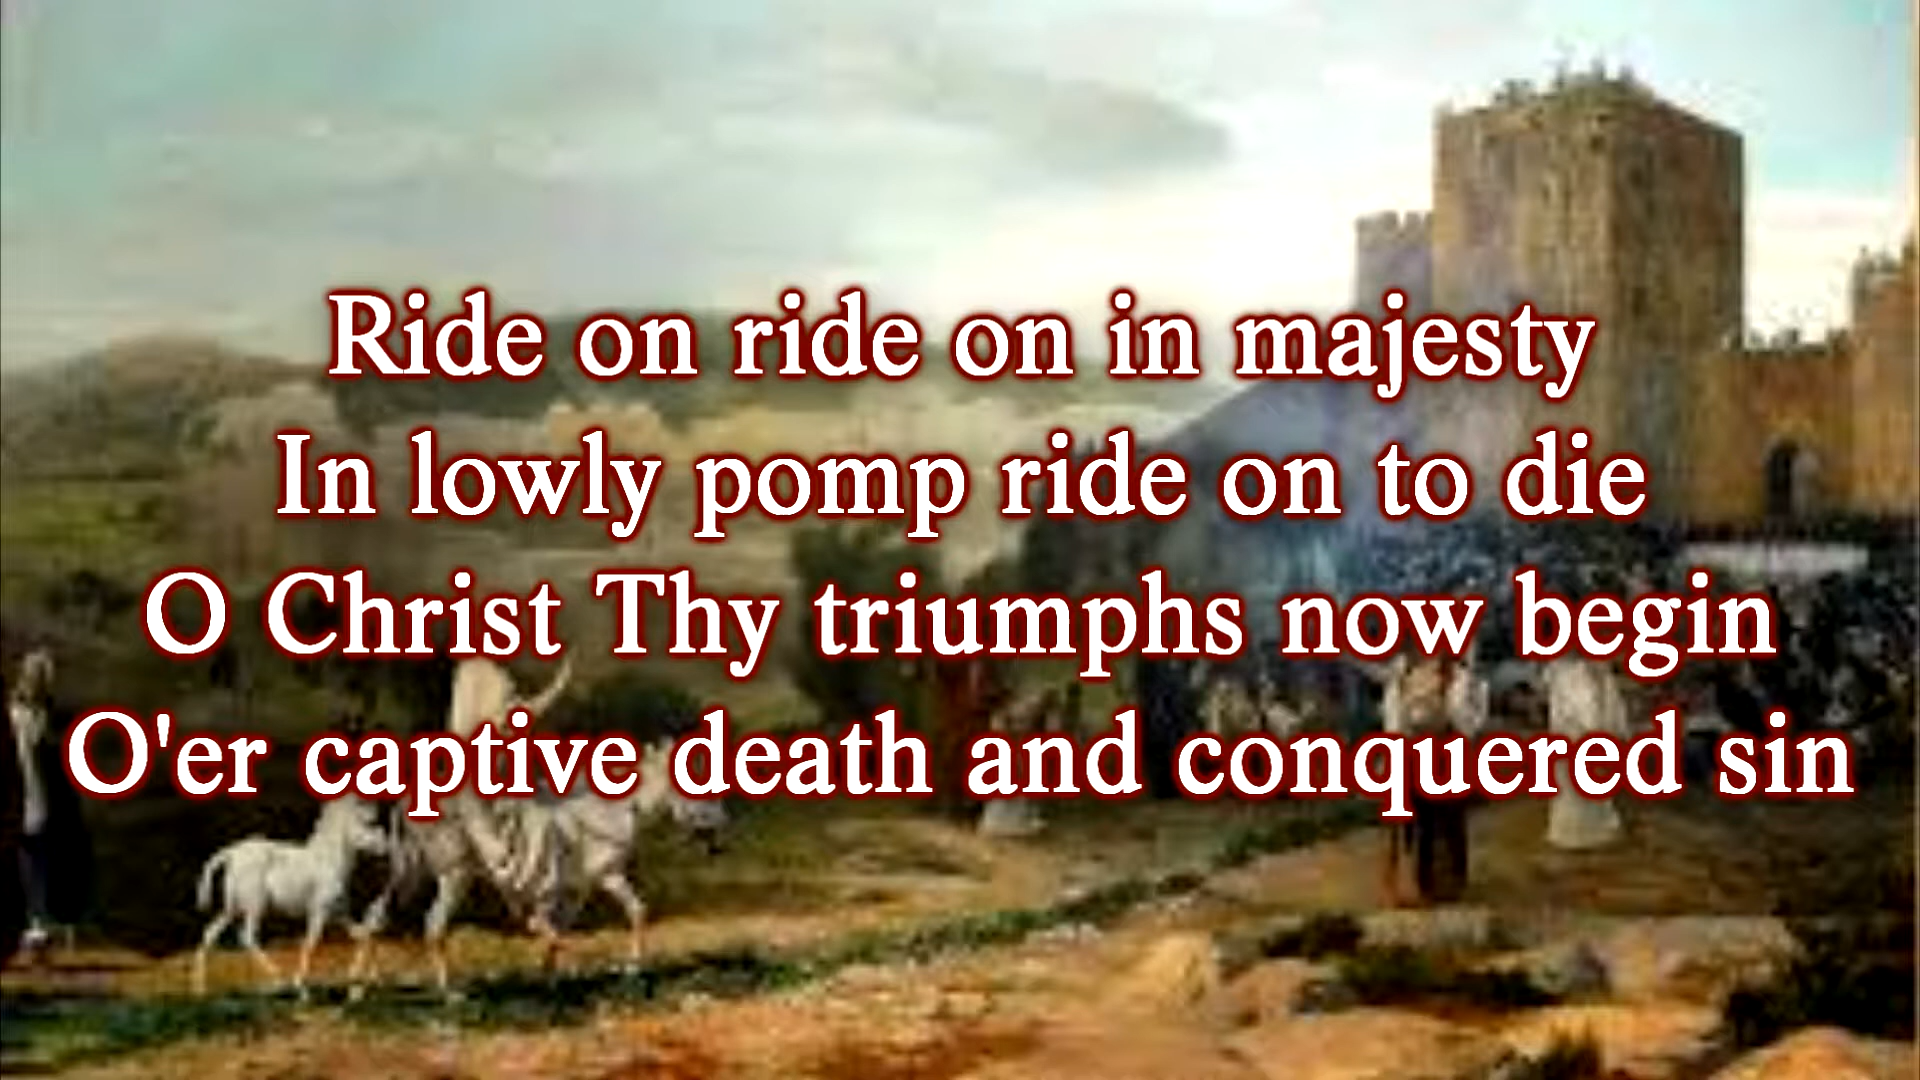 Ride on ride on in majesty
In lowly pomp ride on to die
O Christ Thy triumphs now begin
O'er captive death and conquered sin